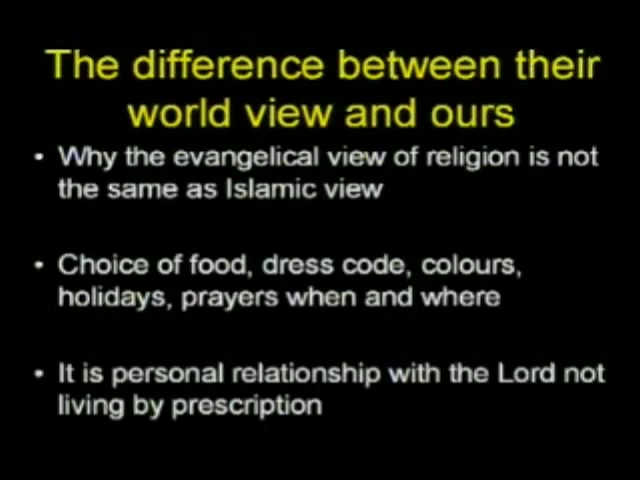 The difference between their
world view and ours
• Why the evangelical view of religion is not
the same as Islamic view
• Choice of food, dress code, colours,
holidays, prayers when and where
• It is personal relationship with the Lord not
living by prescription